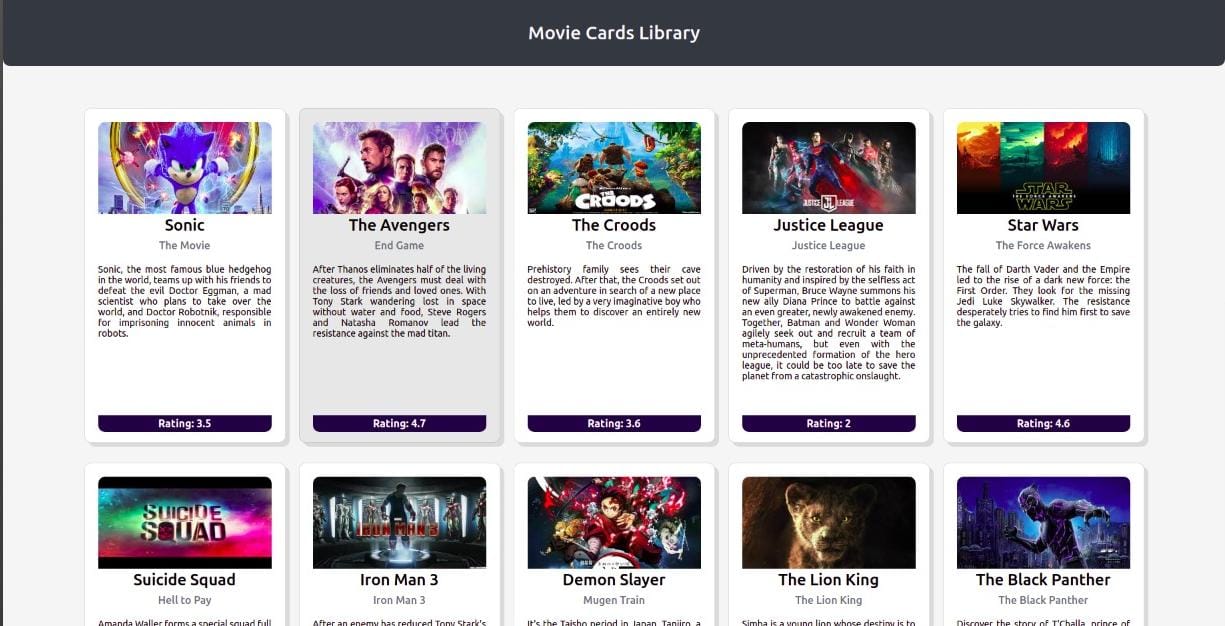 Movie Cards Library
THE
CROODS
JUSTICE LEAGUE
STAR
THE FORCE AWAKENS
WARS
Sonic
The Movie
Sonic, the most famous blue hedgehog
in the world, teams up with his friends to
defeat the evil Doctor Eggman, a mad
scientist who plans to take over the
world, and Doctor Robotnik, responsible
for imprisoning innocent animals in
robots.
Rating: 3.5
The Avengers
End Game
After Thanos eliminates half of the living
creatures, the Avengers must deal with
the loss of friends and loved ones. With
Tony Stark wandering lost in space
without water and food, Steve Rogers
and Natasha Romanov lead the
resistance against the mad titan.
Rating: 4.7
The Croods
The Croods
Prehistory family sees their cave
destroyed. After that, the Croods set out
on an adventure in search of a new place
to live, led by a very imaginative boy who
helps them to discover an entirely new
world.
Rating: 3.6
Justice League
Justice League
Driven by the restoration of his faith in
humanity and inspired by the selfless act
of Superman, Bruce Wayne summons his
new ally Diana Prince to battle against
an even greater, newly awakened enemy.
Together, Batman and Wonder Woman
agilely seek out and recruit a team of
meta-humans, but even with the
unprecedented formation of the hero
league, it could be too late to save the
planet from a catastrophic onslaught.
Rating: 2
Star Wars
The Force Awakens
The fall of Darth Vader and the Empire
led to the rise of a dark new force: the
First Order. They look for the missing
Jedi Luke Skywalker. The resistance
desperately tries to find him first to save
the galaxy.
Rating: 4.6
SUICIDE
SQUAD
Suicide Squad
Hell to Pay
Amanda Waller forms a special squad full
IRON MAN 3
Iron Man 3
Iron Man 3
After an enemy has reduced Tony Stark's
Demon Slayer
Mugen Train
It's the Taisho period in Japan. Tanjiro, a
The Lion King
The Lion King
Simba is a young lion whose destiny is to
The Black Panther
The Black Panther
Discover the story of T'Challa, prince of